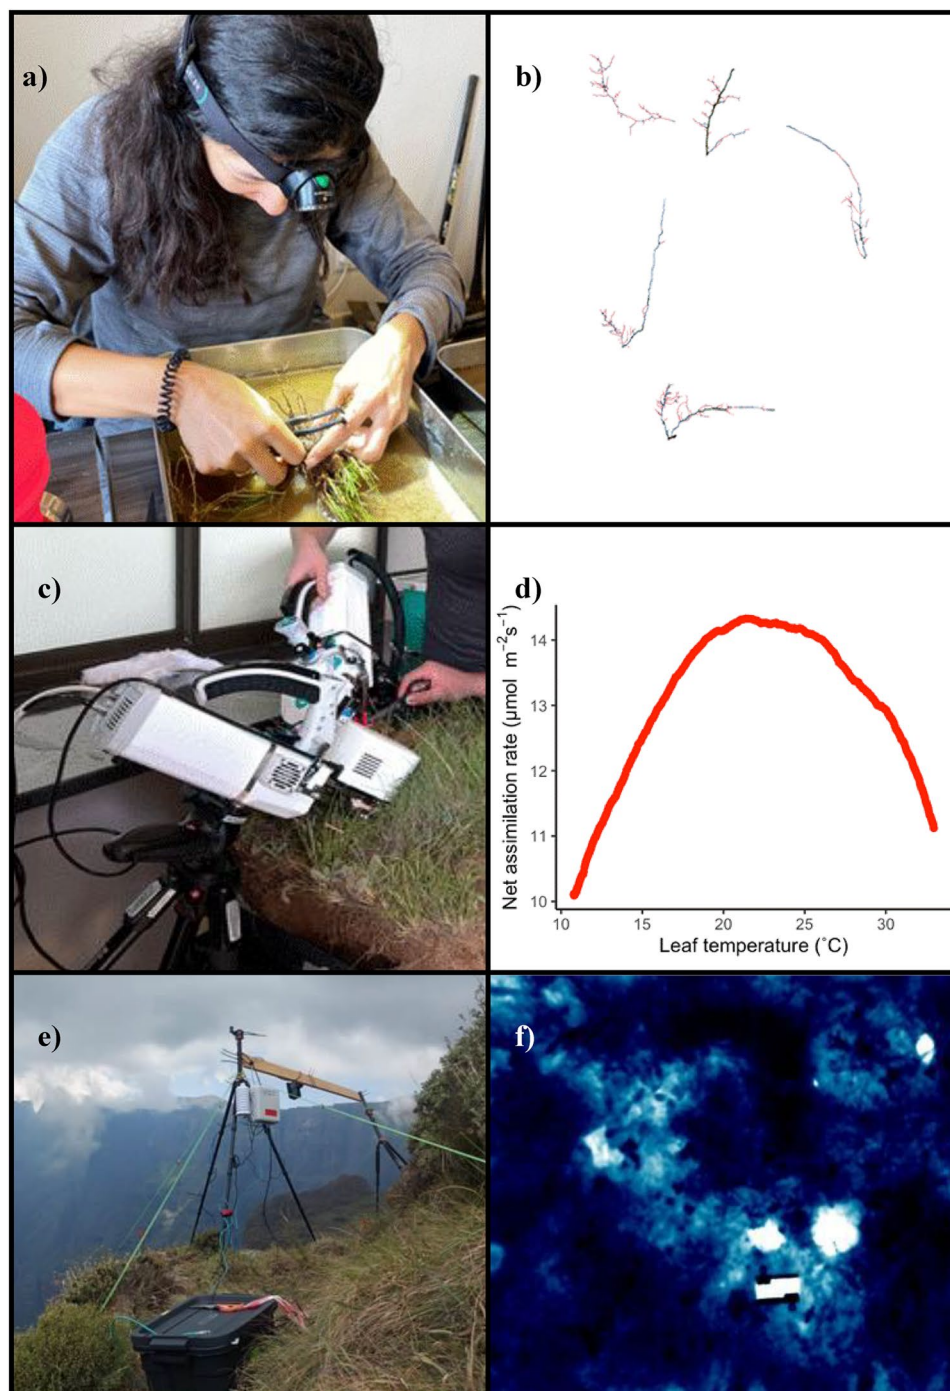 a)
b)
c)
d)
Net assimilation rate (μmol m⁻²s⁻¹)
14
13
12
11
10
10
15
20
25
30
Leaf temperature (˚C)
e)
f)